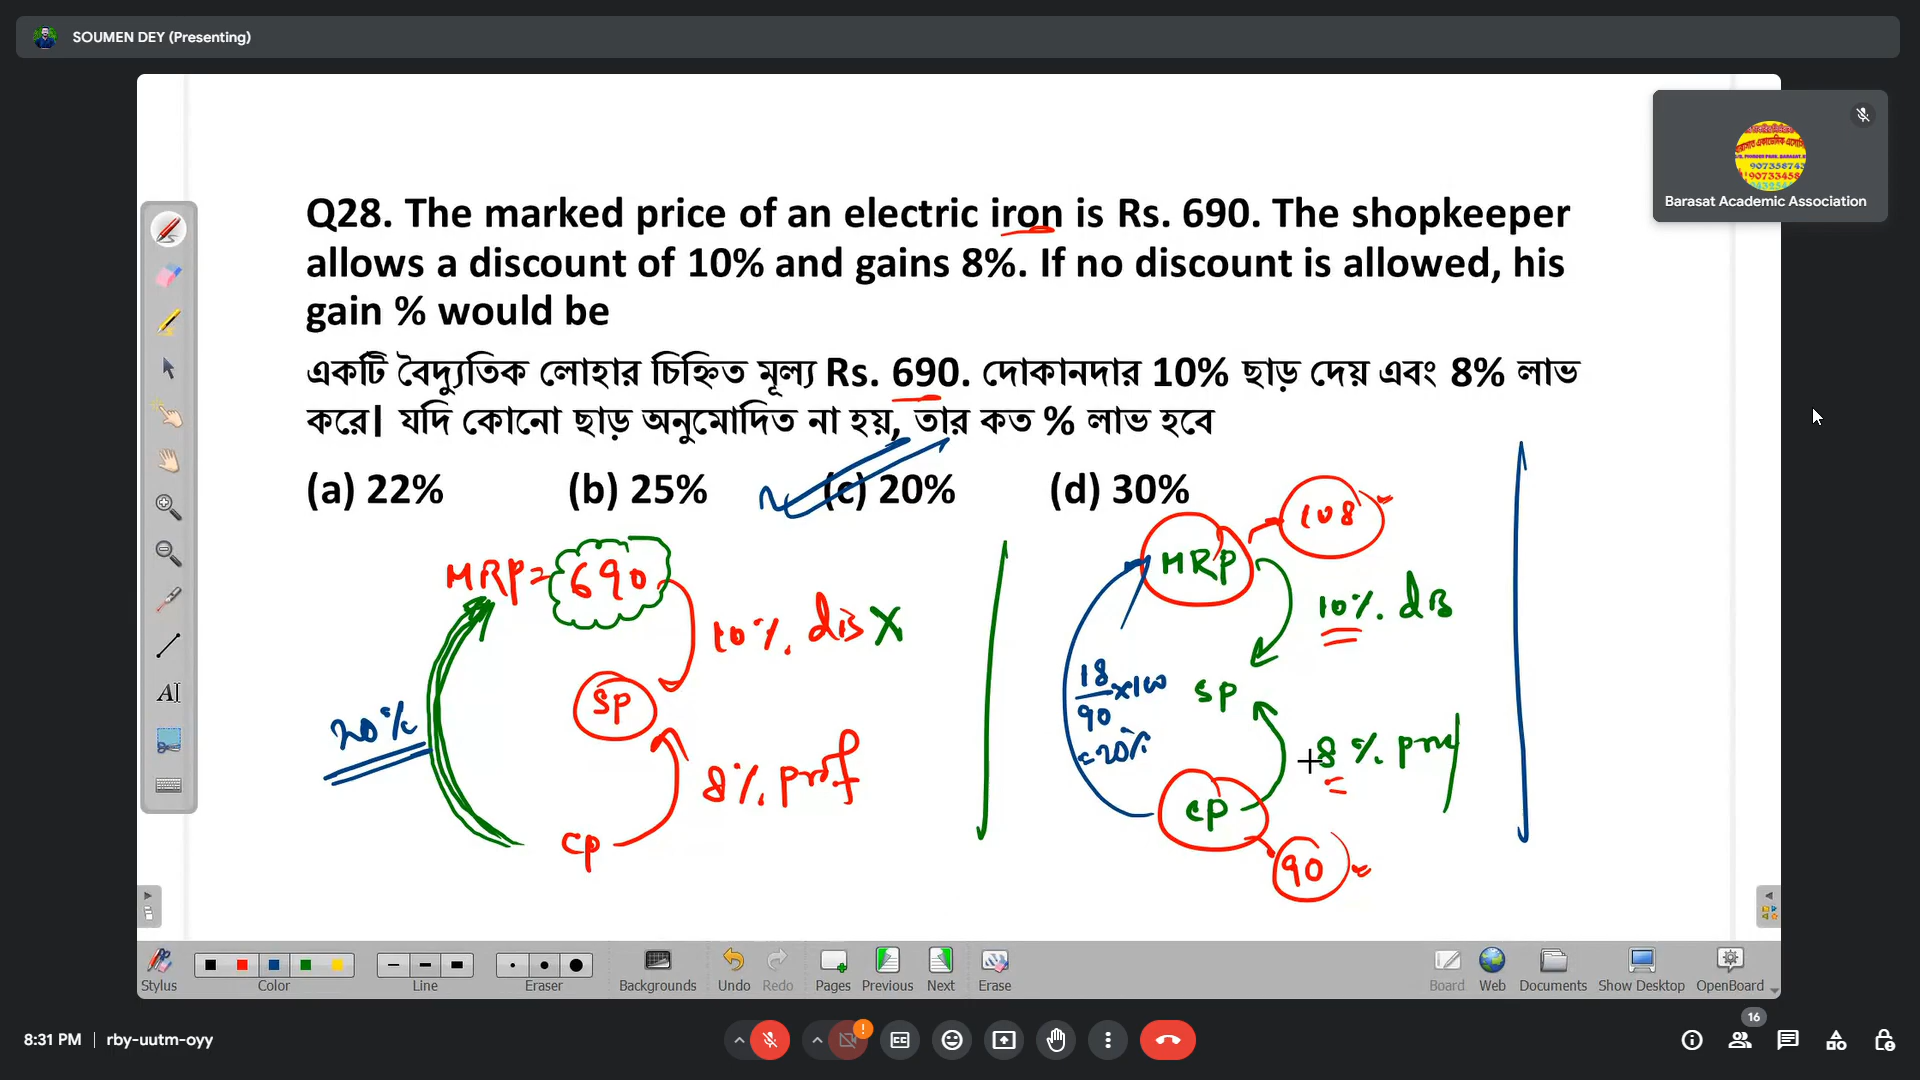 SOUMEN DEY (Presenting)
Barasat Academic Association
Q28. The marked price of an electric iron is Rs. 690. The shopkeeper
allows a discount of 10% and gains 8%. If no discount is allowed, his
gain % would be
একটি বৈদ্যুতিক লোহার চিহ্নিত মূল্য Rs. 690. দোকানদার 10% ছাড় দেয় এবং 8% লাভ
করে| যদি কোনো ছাড় অনুমোদিত না হয়, তার কত % লাভ হবে
(a) 22% (b) 25% (c) 20% (d) 30%
MRP = 690
10% dis X
SP
20%
8% prof
CP
108
MRP
10% dis
18/90 x100
=20%
SP
8% prof
CP
90
Stylus Color Line Eraser Backgrounds Undo Redo Pages Previous Next Erase Board Web Documents Show Desktop OpenBoard
8:31 PM | rby-uutm-oyy
16